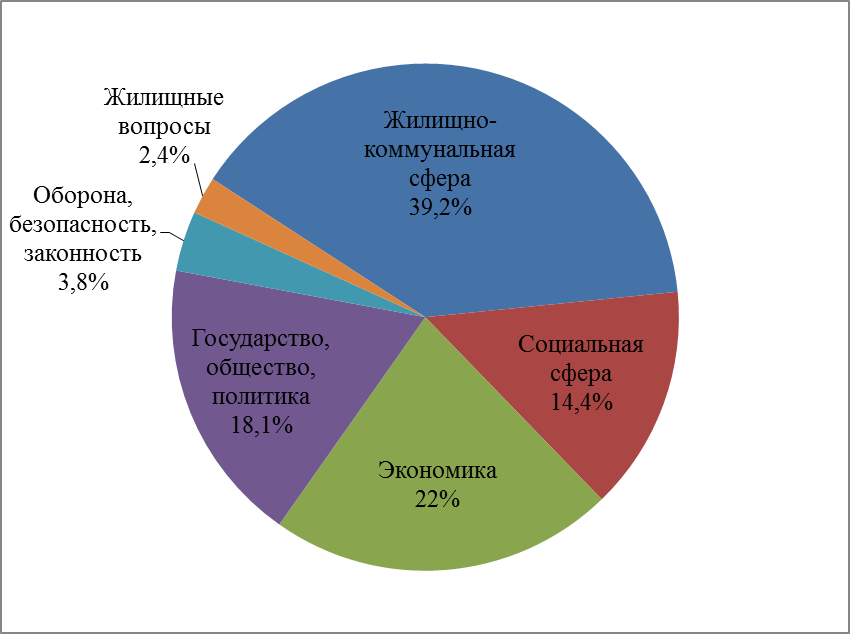 Жилищные
вопросы
2,4%
Жилищно-
коммунальная
сфера
39,2%
Оборона,
безопасность,
законность
3,8%
Государство,
общество,
политика
18,1%
Социальная
сфера
14,4%
Экономика
22%